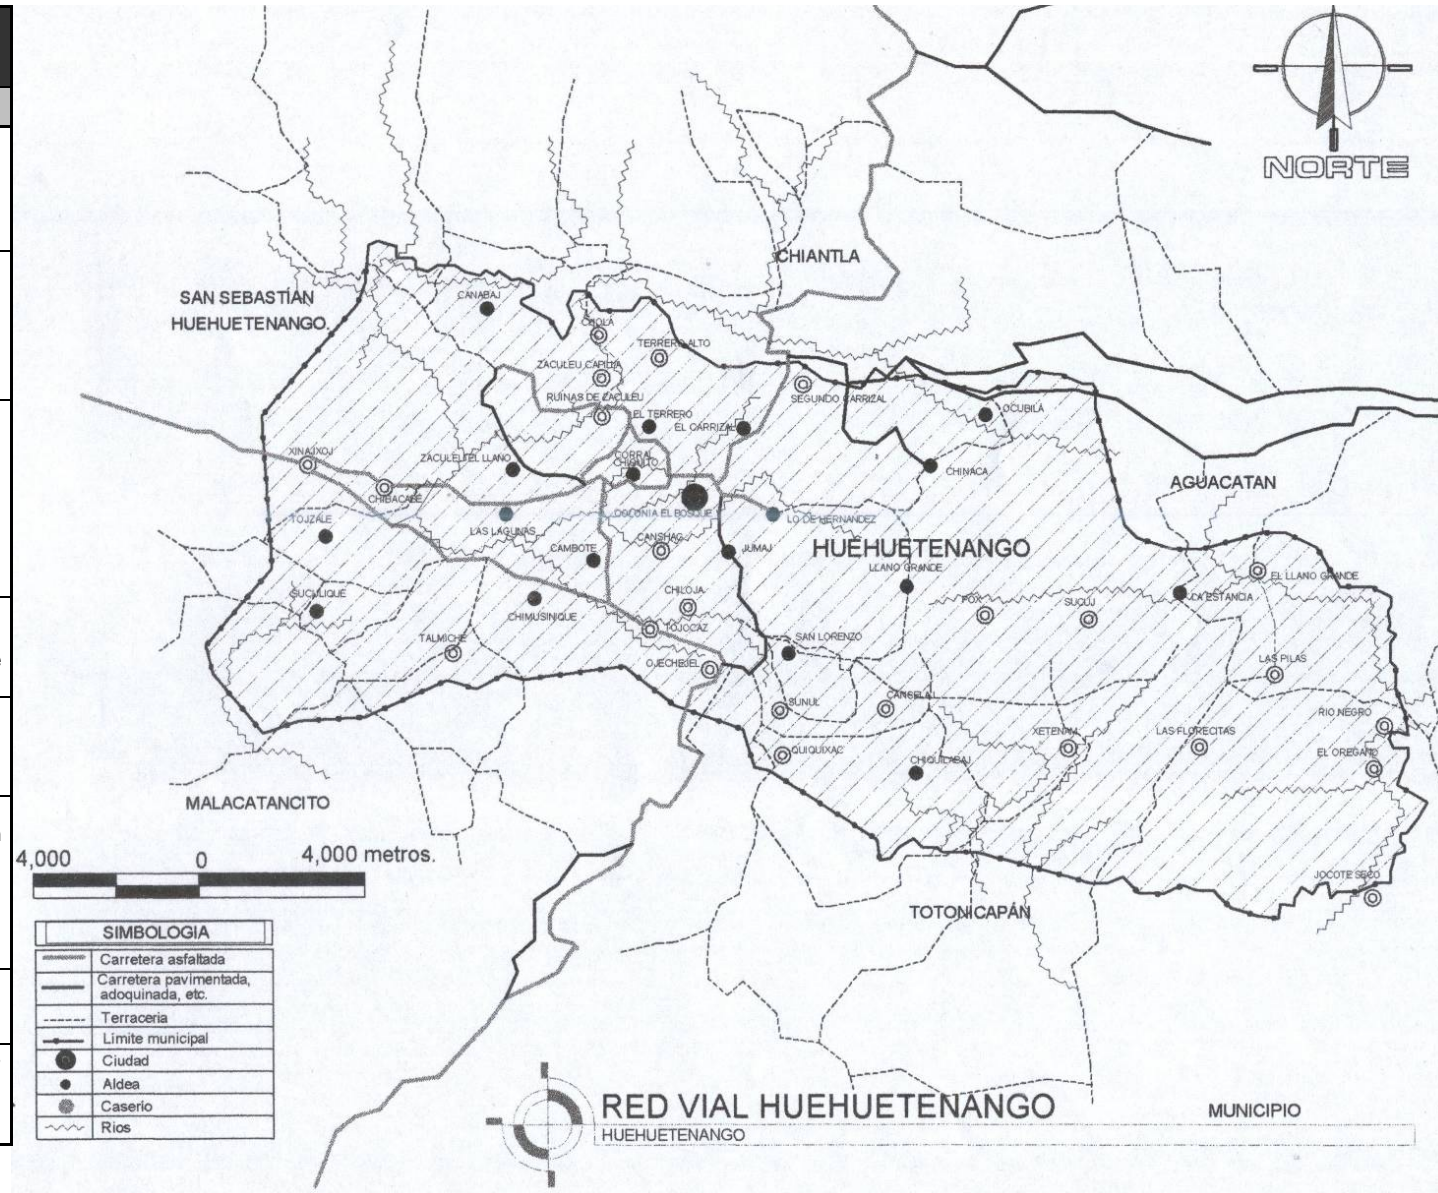 NORTE
CHIANTLA
SAN SEBASTIAN
HUEHUETENANGO.
CANABAJ
CHOLA
TERRERO ALTO
ZACULEU CAPILLA
RUINAS DE ZACULEU
SEGUNDO CARRIZAL
EL TERRERO
OCUBILA
EL CARRIZAL
XINAJXOJ
ZACULEU EL LLANO
CORRAL
CHIQUITO
CHINACA
CHIBACABE
AGUACATAN
TOJZALE
LAS LAGUNAS
COLONIA EL BOSQUE
LO DE HERNANDEZ
CANSHAC
CAMBOTE
JUMAJ
HUEHUETENANGO
LLANO GRANDE
EL LLANO GRANDE
SUCULIQUE
CHILOJA
CHIMUSINIQUE
POX
SUCUJ
LA ESTANCIA
TALMICHE
TOJOCAZ
SAN LORENZO
OJECHEJEL
LAS PILAS
SUNUL
CANSELAJ
RIO NEGRO
XETENAM
LAS FLORECITAS
QUIQUIXAC
CHIQUILABAJ
EL OREGANO
MALACATANCITO
4,000 0 4,000 metros.
JOCOTE SECO
TOTONICAPÁN
SIMBOLOGIA
Carretera asfaltada
Carretera pavimentada,
adoquinada, etc.
Terraceria
Limite municipal
Ciudad
Aldea
Caserío
Rios
RED VIAL HUEHUETENANGO
HUEHUETENANGO
MUNICIPIO